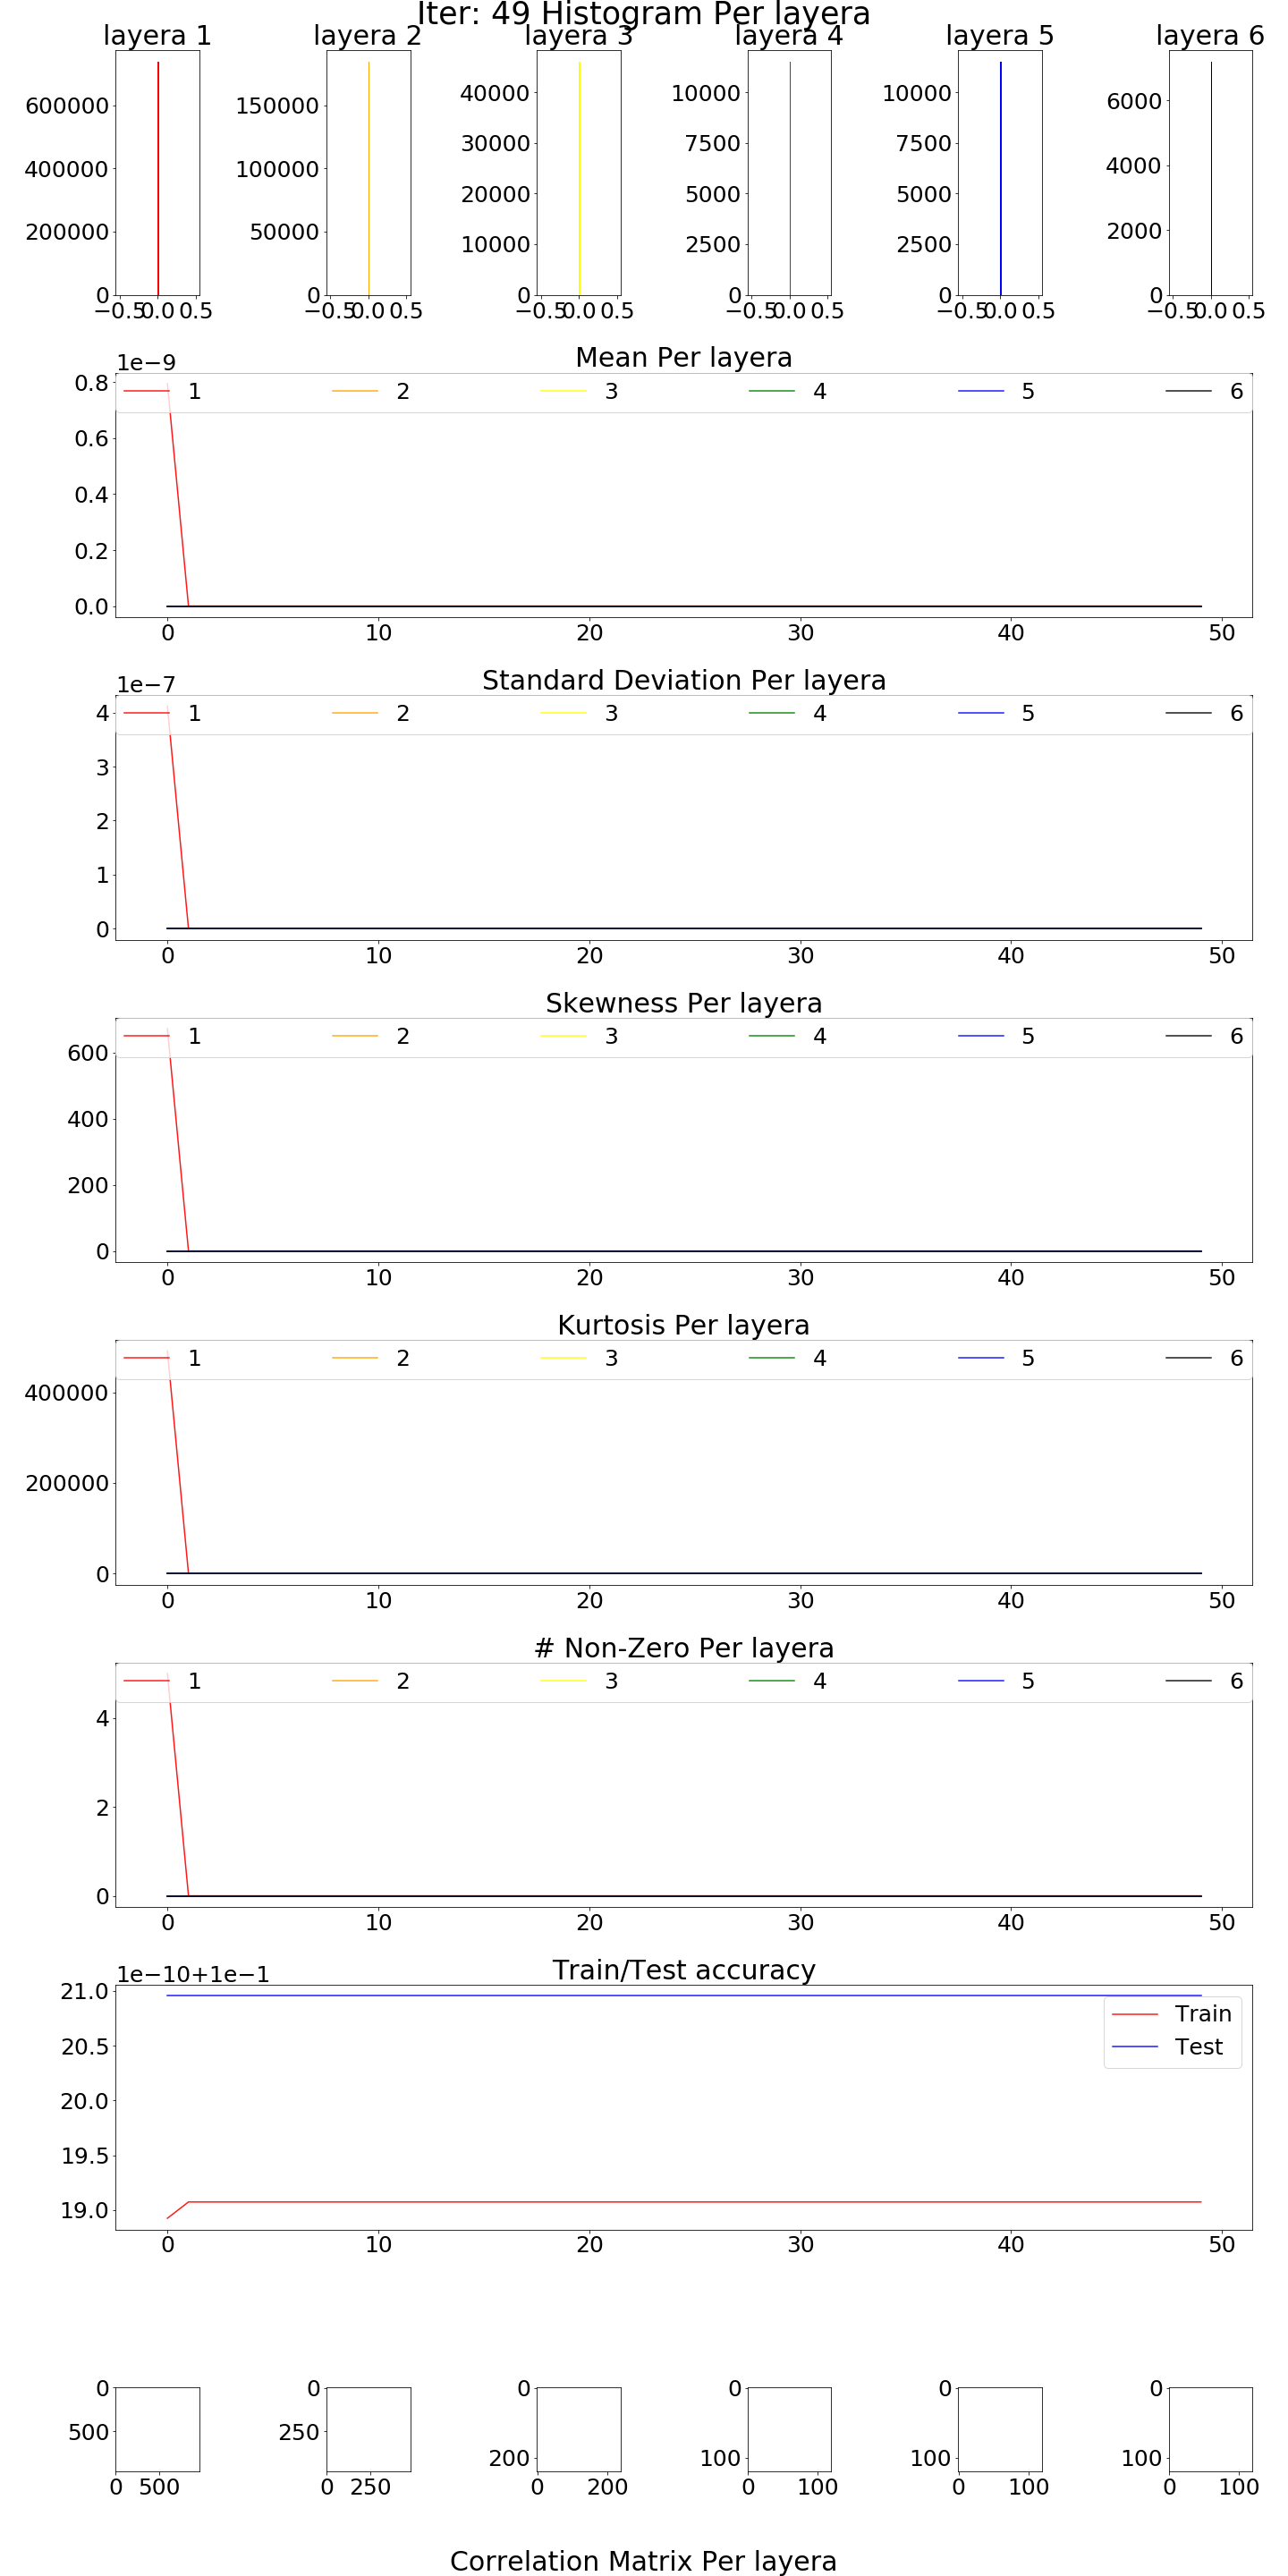 Iter: 49 Histogram Per layera
layera 1 layera 2 layera 3 layera 4 layera 5 layera 6
600000 150000 40000 10000 10000 6000
400000 100000 30000 7500 7500 4000
200000 50000 20000 5000 5000 2000
10000 2500 2500
0 0 0 0 0 0
−0.5 0.0 0.5 −0.5 0.0 0.5 −0.5 0.0 0.5 −0.5 0.0 0.5 −0.5 0.0 0.5 −0.5 0.0 0.5
1e−9 Mean Per layera
1 2 3 4 5 6
0.8
0.6
0.4
0.2
0.0
0 10 20 30 40 50
1e−7 Standard Deviation Per layera
1 2 3 4 5 6
4
3
2
1
0
0 10 20 30 40 50
Skewness Per layera
1 2 3 4 5 6
600
400
200
0
0 10 20 30 40 50
Kurtosis Per layera
1 2 3 4 5 6
400000
200000
0
0 10 20 30 40 50
# Non-Zero Per layera
1 2 3 4 5 6
4
2
0
0 10 20 30 40 50
1e−10+1e−1 Train/Test accuracy
21.0
Train
20.5 Test
20.0
19.5
19.0
0 10 20 30 40 50
0 0 0 0 0 0
500 250 200 100 100 100
0 500 0 250 0 200 0 100 0 100 0 100
Correlation Matrix Per layera